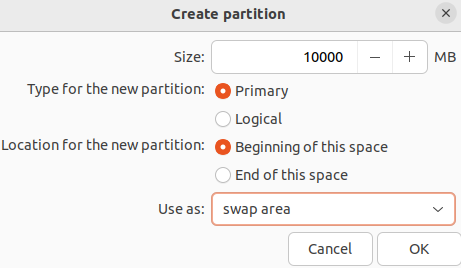 Create partition
Size: 10000 MB
Type for the new partition: Primary
Logical
Location for the new partition: Beginning of this space
End of this space
Use as: swap area
Cancel OK